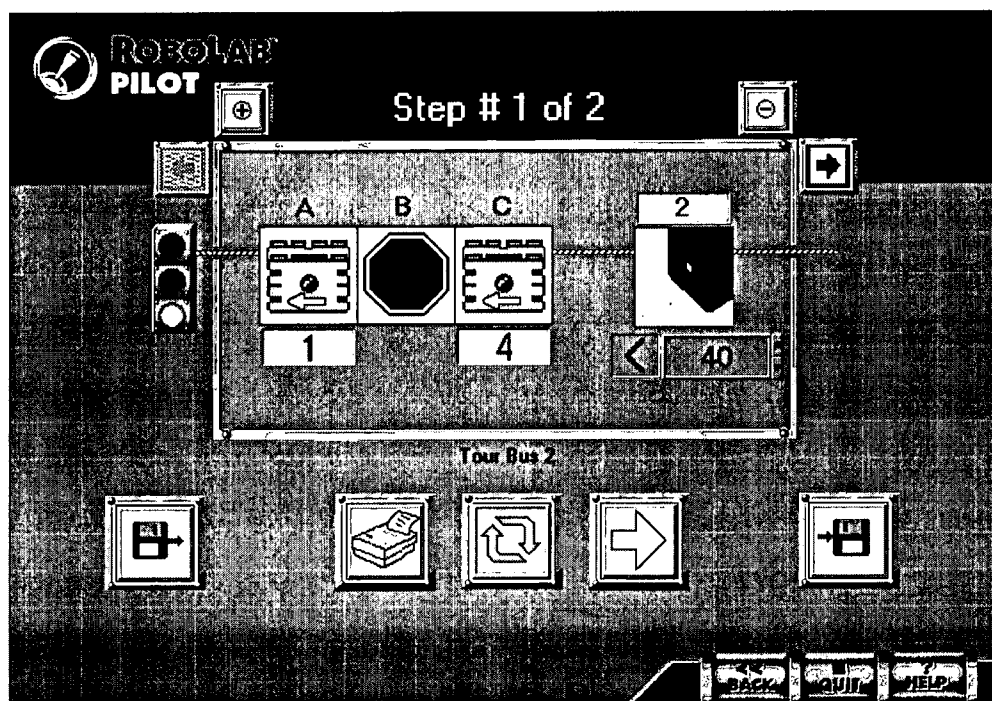 ROBOLAB
PILOT
Step # 1 of 2
A B C
2
1 4
< 40
Tour Bus 2
BACK QUIT HELP